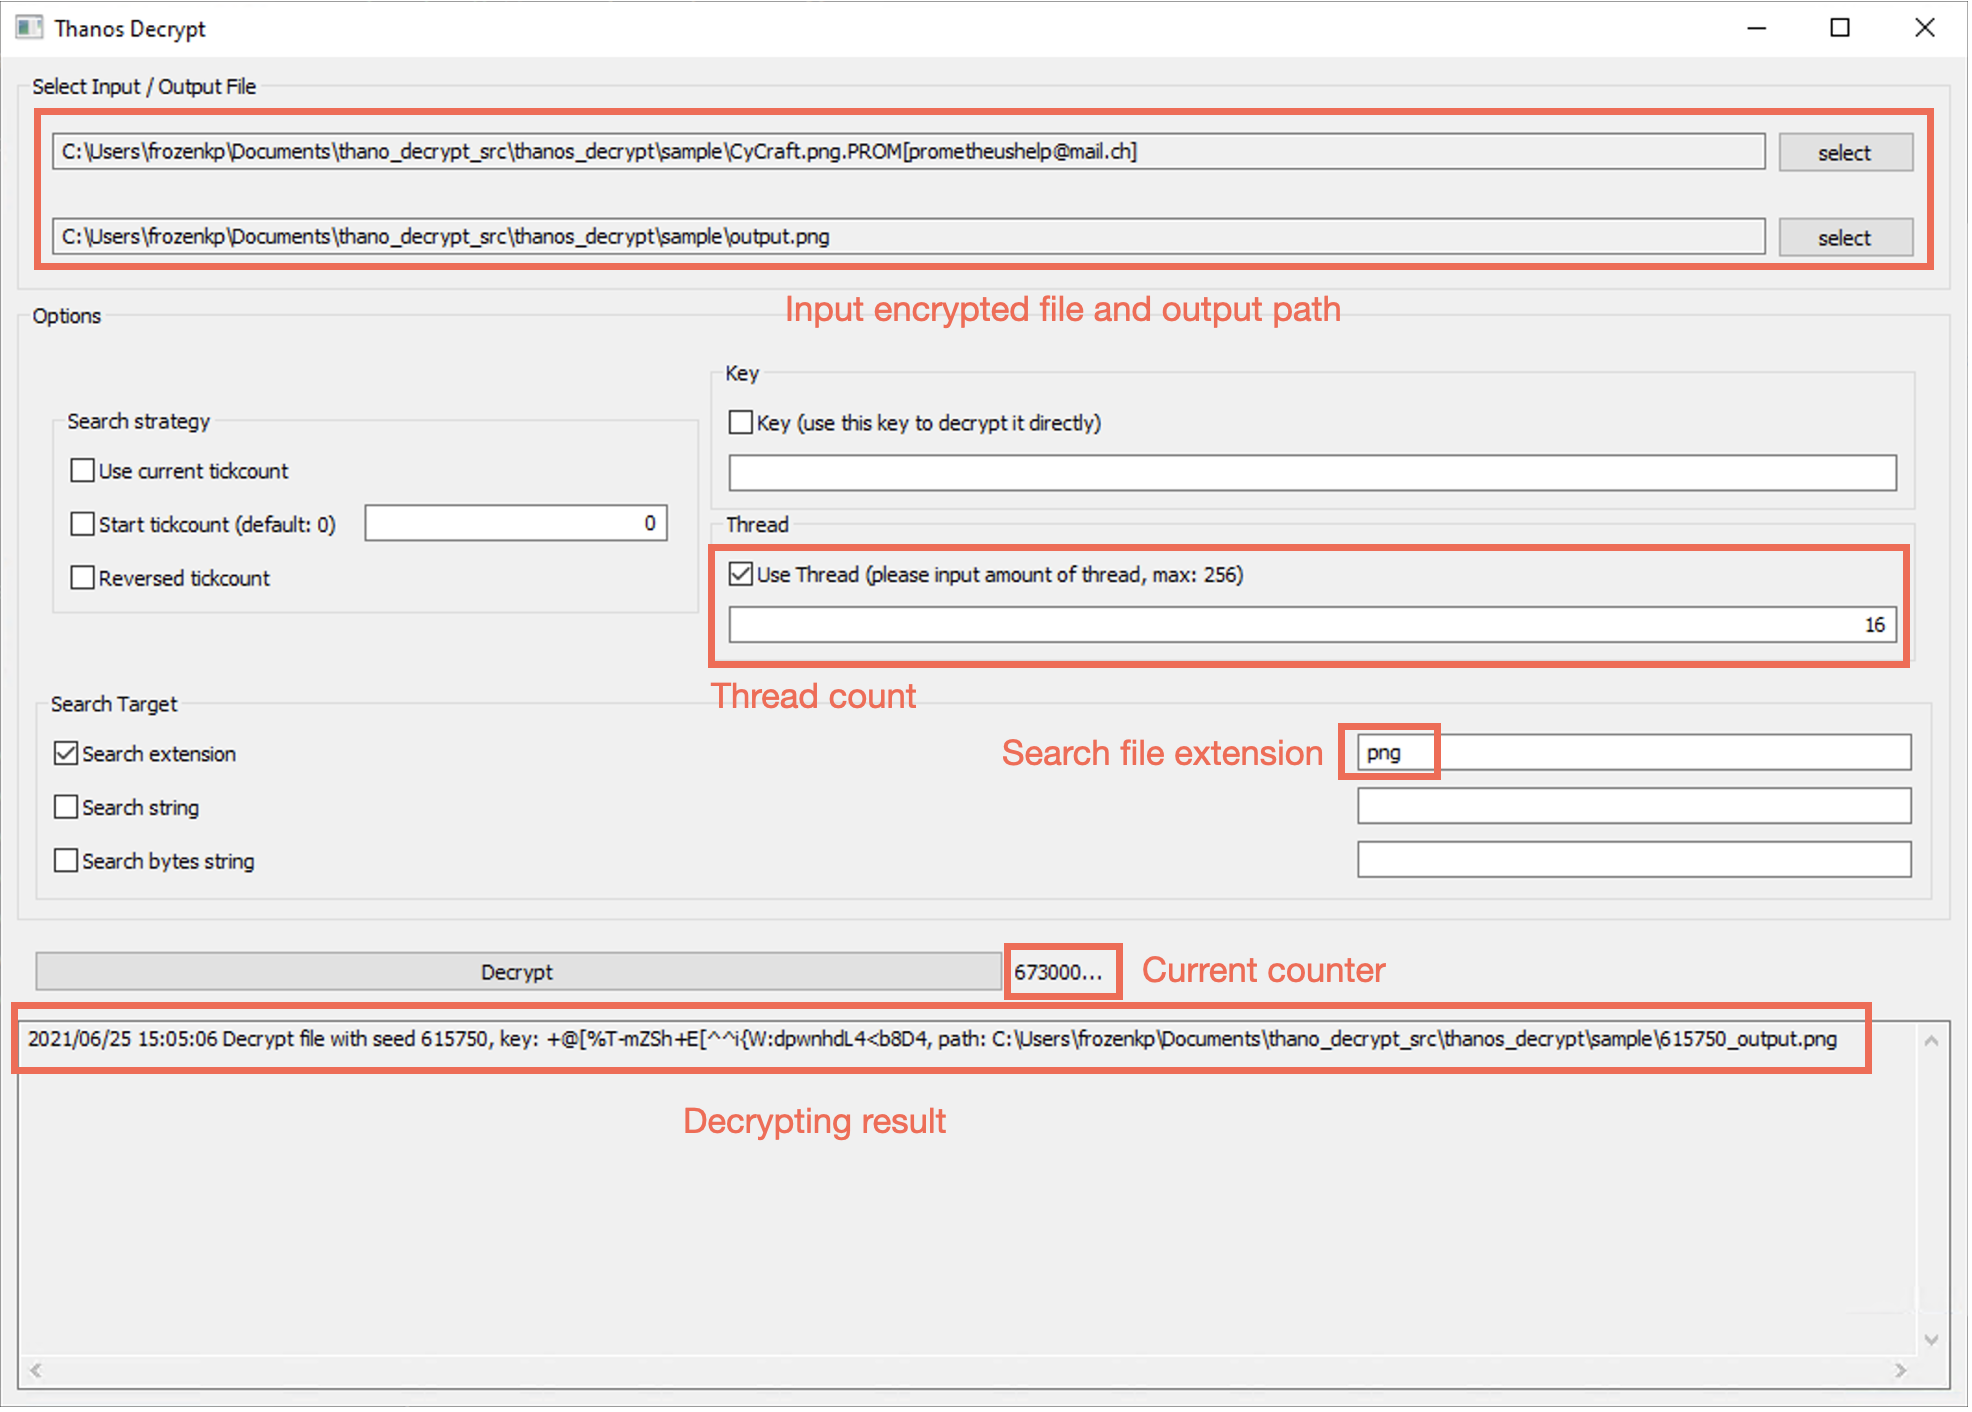 Thanos Decrypt
Select Input / Output File
C:\Users\frozenkp\Documents\thano_decrypt_src\thanos_decrypt\sample\CyCraft.png.PROM[prometheushelp@mail.ch]
select
C:\Users\frozenkp\Documents\thano_decrypt_src\thanos_decrypt\sample\output.png
select
Input encrypted file and output path
Options
Key
Key (use this key to decrypt it directly)
Search strategy
Use current tickcount
Start tickcount (default: 0)
0
Reversed tickcount
Thread
Use Thread (please input amount of thread, max: 256)
16
Thread count
Search Target
Search extension
Search file extension
png
Search string
Search bytes string
Decrypt
673000...
Current counter
2021/06/25 15:05:06 Decrypt file with seed 615750, key: +@[%T-mZSh+E[^^i{W:dpwnhdL4<b8D4, path: C:\Users\frozenkp\Documents\thano_decrypt_src\thanos_decrypt\sample\615750_output.png
Decrypting result